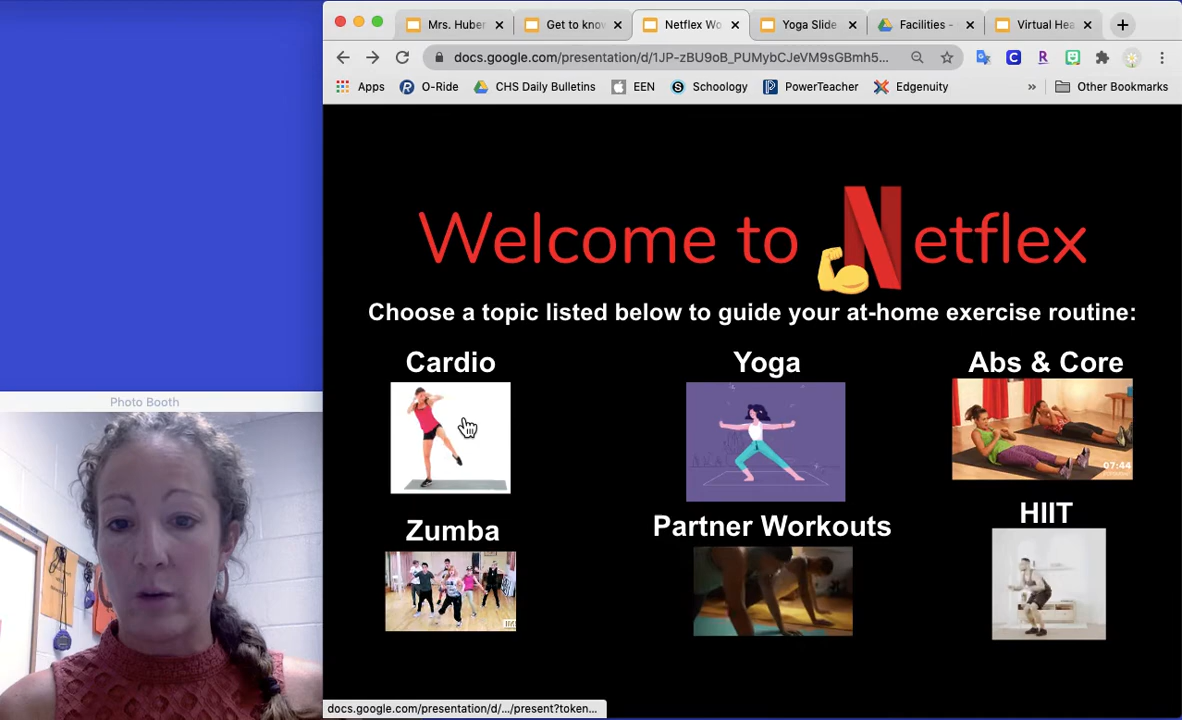 Mrs. Huber
Get to know
Netflex Wo
Yoga Slide
Facilities -
Virtual Hea
docs.google.com/presentation/d/1JP-zBU9oB_PUMybCJeVM9sGBmh5...
Apps
O-Ride
CHS Daily Bulletins
EEN
Schoology
PowerTeacher
Edgenuity
»
Other Bookmarks
Welcome to Netflex
Choose a topic listed below to guide your at-home exercise routine:
Cardio
Yoga
Abs & Core
07:44
Zumba
Partner Workouts
HIIT
Photo Booth
docs.google.com/presentation/d/.../present?token...